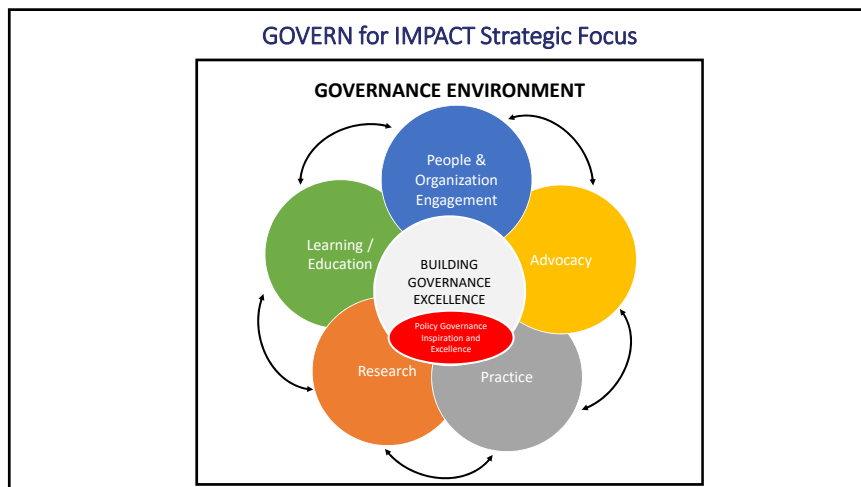 GOVERN for IMPACT Strategic Focus
GOVERNANCE ENVIRONMENT
People &
Organization
Engagement
Learning /
Education
Advocacy
BUILDING
GOVERNANCE
EXCELLENCE
Policy Governance
Inspiration and
Excellence
Research
Practice